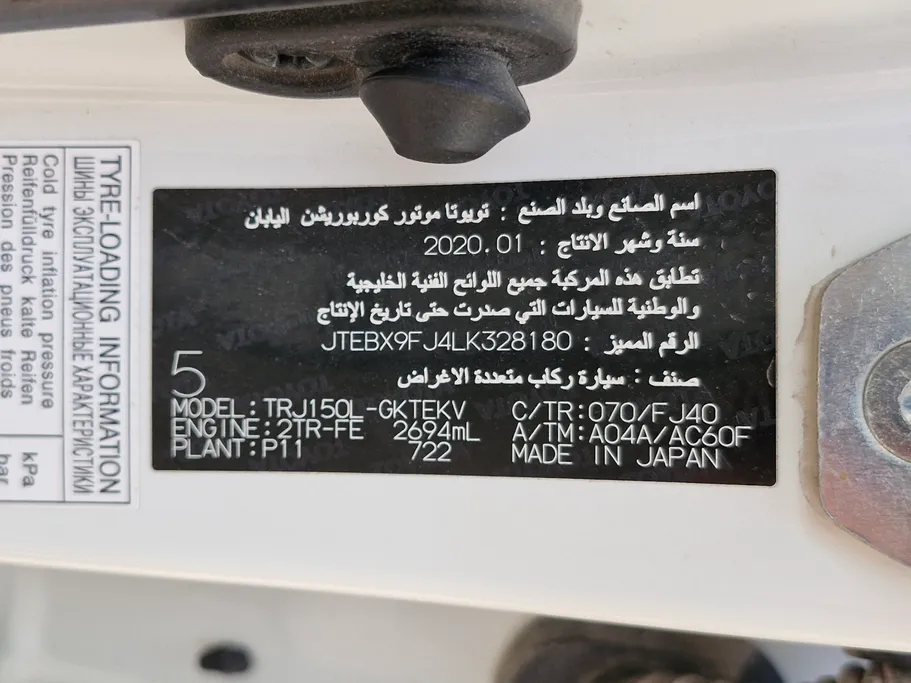 اسم الصانع وبلد الصنع : تويوتا موتور كوربوريشن اليابان
سنة وشهر الانتاج : 2020.01
تطابق هذه المركبة جميع اللوائح الفنية الخليجية
والوطنية للسيارات التي صدرت حتى تاريخ الإنتاج
الرقم المميز : JTEBX9FJ4LK328180
صنف : سيارة ركاب متعددة الاغراض
5
MODEL:TRJ150L-GKTEKV C/TR:070/FJ40
ENGINE:2TR-FE 2694mL A/TM:A04A/AC60F
PLANT:P11 722 MADE IN JAPAN
TYRE-LOADING INFORMATION
ШИНЫ ЭКСПЛУАТАЦИОННЫЕ ХАРАКТЕРИСТИКИ
Cold tyre inflation pressure kPa
Reifenfülldruck kalte Reifen bar
Pression des pneus froids